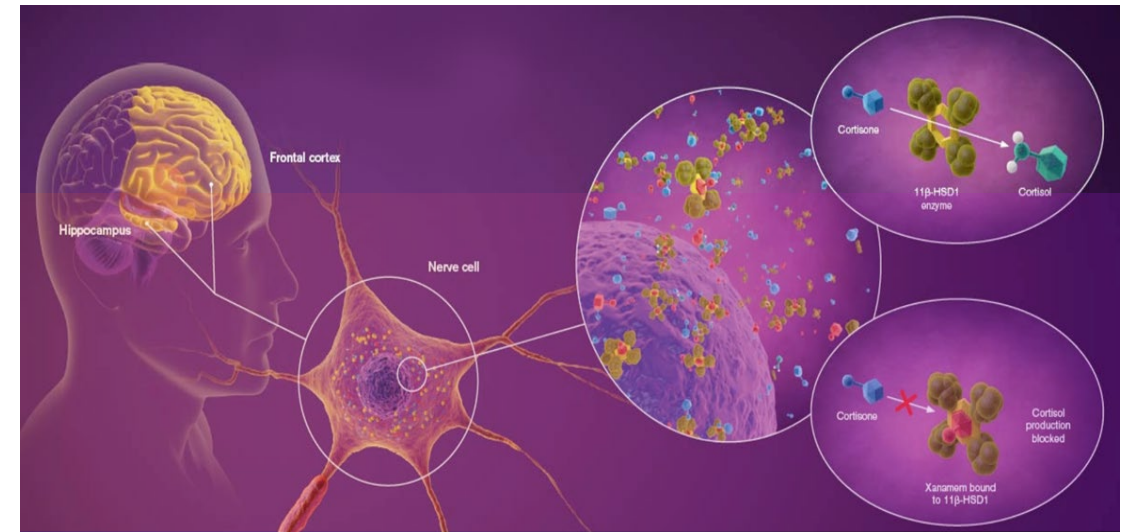 Frontal cortex
Hippocampus
Nerve cell
Cortisone
11β-HSD1
enzyme
Cortisol
Cortisone
Cortisol
production
blocked
Xanamem bound
to 11β-HSD1